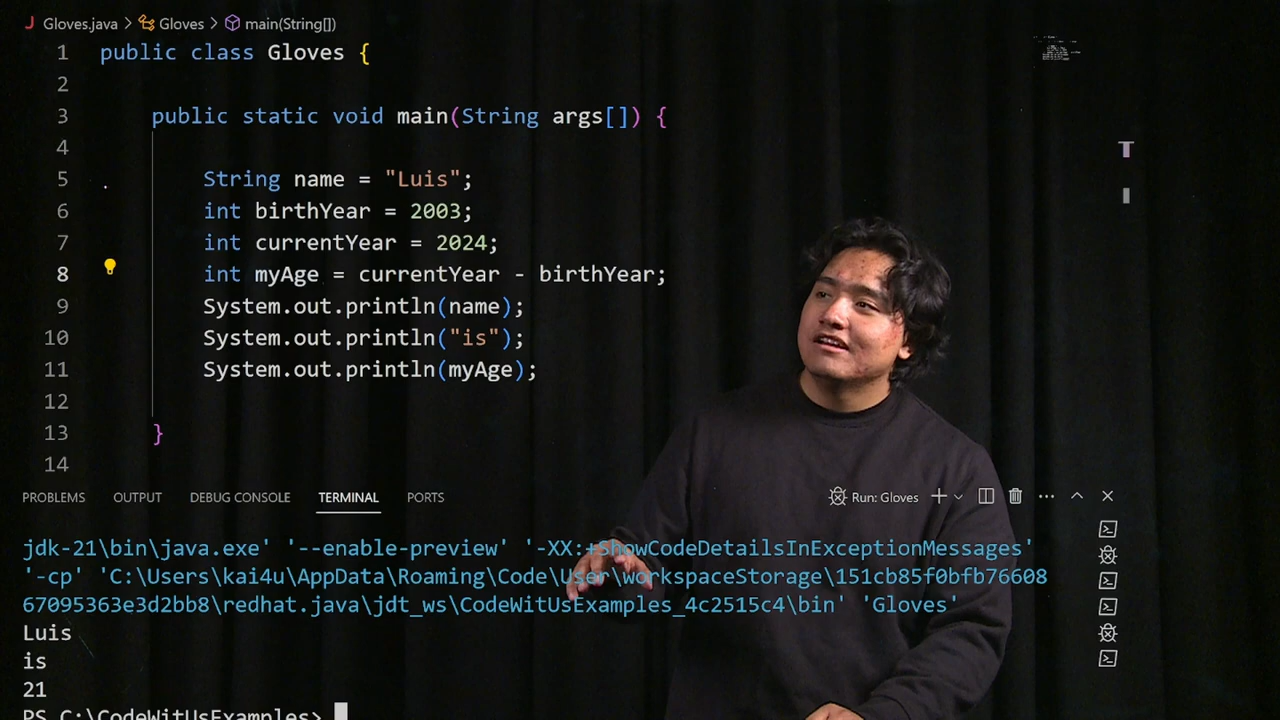 Gloves.java > Gloves > main(String[])
1 public class Gloves {
2
3 public static void main(String args[]) {
4
5 String name = "Luis";
6 int birthYear = 2003;
7 int currentYear = 2024;
8 int myAge = currentYear - birthYear;
9 System.out.println(name);
10 System.out.println("is");
11 System.out.println(myAge);
12
13 }
14
PROBLEMS OUTPUT DEBUG CONSOLE TERMINAL PORTS Run: Gloves
jdk-21\bin\java.exe' '--enable-preview' '-XX:+ShowCodeDetailsInExceptionMessages'
'-cp' 'C:\Users\kai4u\AppData\Roaming\Code\User\workspaceStorage\151cb85f0bfb76608
67095363e3d2bb8\redhat.java\jdt_ws\CodeWitUsExamples_4c2515c4\bin' 'Gloves'
Luis
is
21
PS C:\CodeWitUsExamples>